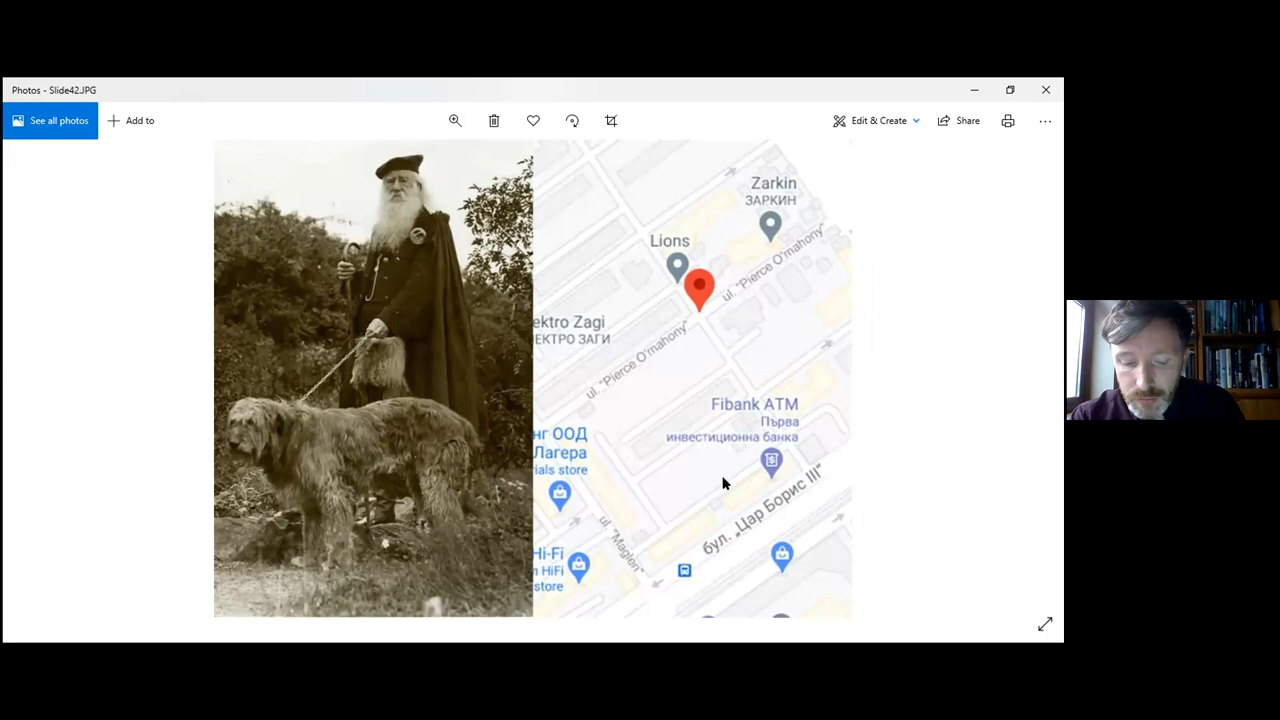 Photos - Slide42.JPG
See all photos
Add to
Edit & Create
Share
Zarkin
ЗАРКИН
Lions
ul. "Pierce O'mahony"
ektro Zagi
ЕКТРО ЗАГИ
ul. "Pierce O'mahony"
Fibank ATM
Първа
инвестиционна банка
нг ООД
Лагера
rials store
бул. „Цар Борис III“
ul. "Maglen"
Hi-Fi
л HiFi
store